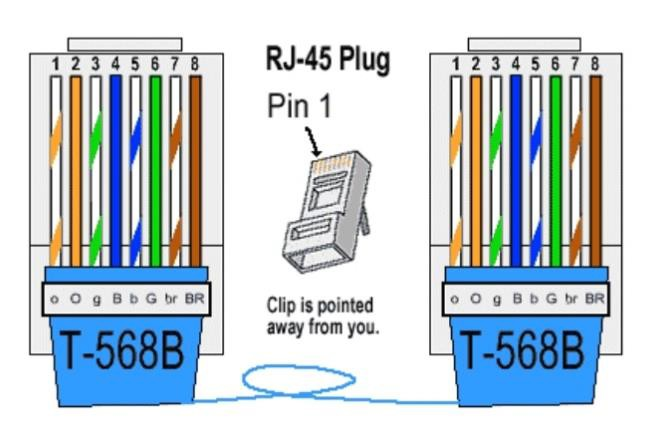 1 2 3 4 5 6 7 8
o O g B b G br BR
T-568B
RJ-45 Plug
Pin 1
Clip is pointed
away from you.
1 2 3 4 5 6 7 8
o O g B b G br BR
T-568B